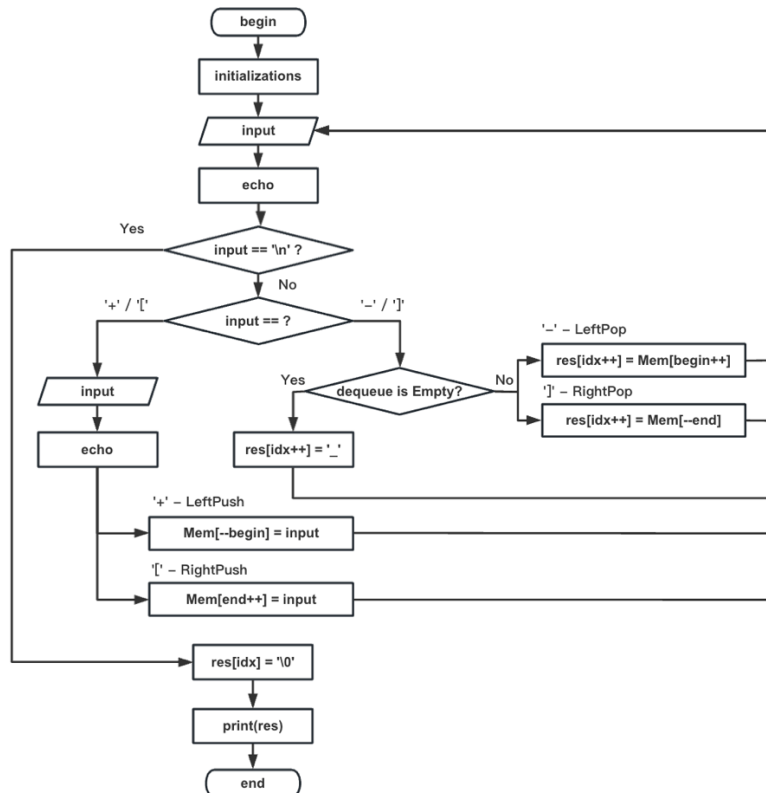 begin
initializations
input
echo
Yes
input == '\n' ?
No
'+' / '['
'−' / ']'
input == ?
'−' – LeftPop
res[idx++] = Mem[begin++]
input
Yes
dequeue is Empty?
No
']' – RightPop
res[idx++] = Mem[--end]
echo
res[idx++] = '_'
'+' – LeftPush
Mem[--begin] = input
'[' – RightPush
Mem[end++] = input
res[idx] = '\0'
print(res)
end